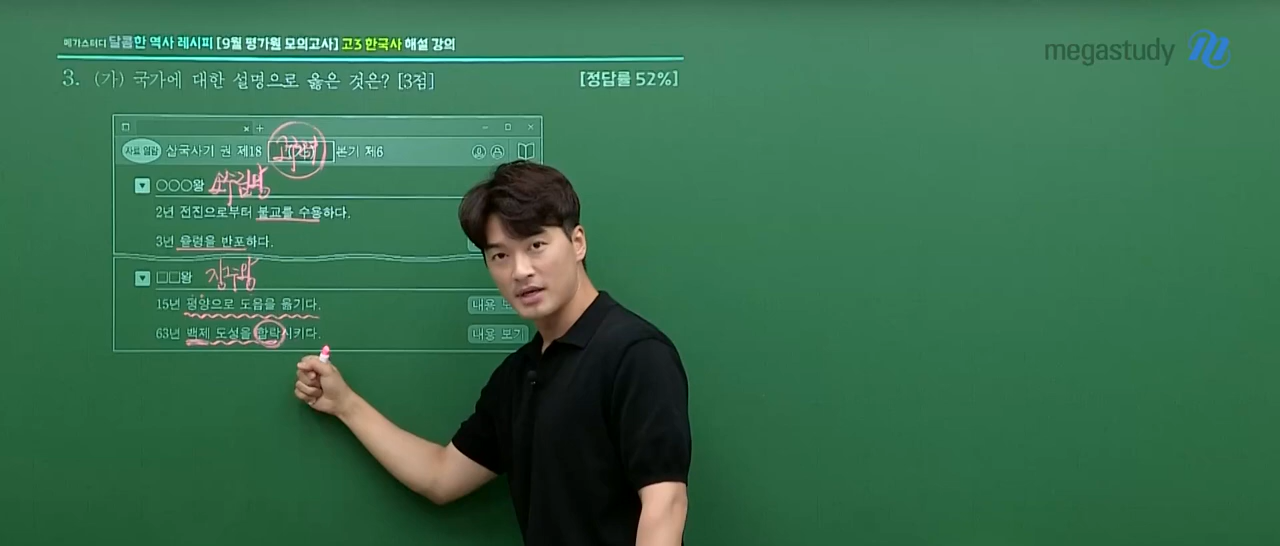 메가스터디 달콤한 역사 레시피 [9월 평가원 모의고사] 고3 한국사 해설 강의
megastudy
3. (가) 국가에 대한 설명으로 옳은 것은? [3점]
[정답률 52%]
사료 열람 삼국사기 권 제18 고구려 본기 제6
○○○왕 소수림왕
2년 전진으로부터 불교를 수용하다.
3년 율령을 반포하다.
□□왕 장수왕
15년 평양으로 도읍을 옮기다.
내용 보
63년 백제 도성을 함락시키다.
내용 보기